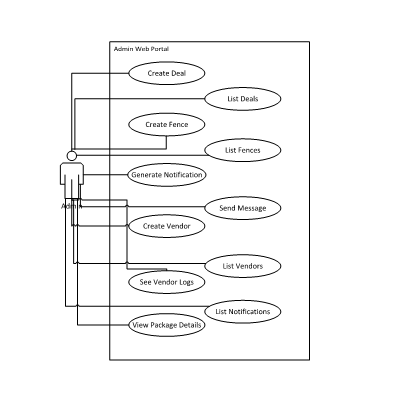 Admin Web Portal
Create Deal
List Deals
Create Fence
List Fences
Generate Notification
Send Message
Admin
Create Vendor
List Vendors
See Vendor Logs
List Notifications
View Package Details